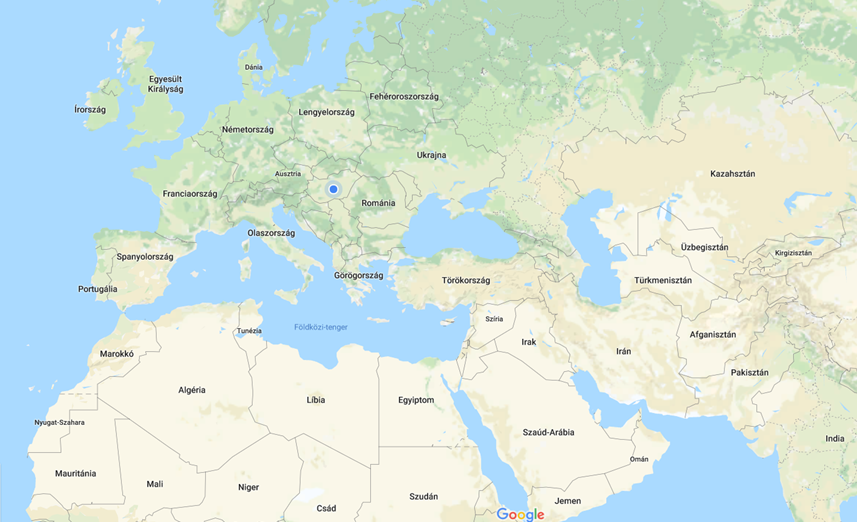 Dánia
Egyesült
Királyság
Írország
Fehéroroszország
Lengyelország
Németország
Ukrajna
Ausztria
Kazahsztán
Franciaország
Románia
Olaszország
Üzbegisztán
Kirgizisztán
Spanyolország
Görögország
Törökország
Türkmenisztán
Portugália
Szíria
Földközi-tenger
Tunézia
Afganisztán
Irak
Irán
Marokkó
Pakisztán
Algéria
Líbia
Egyiptom
Nyugat-Szahara
Szaúd-Arábia
India
Omán
Mauritánia
Mali
Niger
Szudán
Jemen
Csád
Google